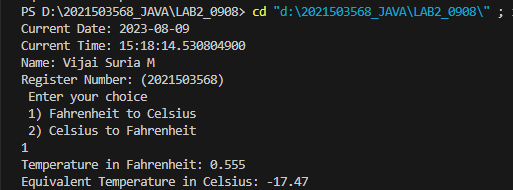 PS D:\2021503568_JAVA\LAB2_0908> cd "d:\2021503568_JAVA\LAB2_0908\" ;
Current Date: 2023-08-09
Current Time: 15:18:14.530804900
Name: Vijai Suria M
Register Number: (2021503568)
Enter your choice
1) Fahrenheit to Celsius
2) Celsius to Fahrenheit
1
Temperature in Fahrenheit: 0.555
Equivalent Temperature in Celsius: -17.47